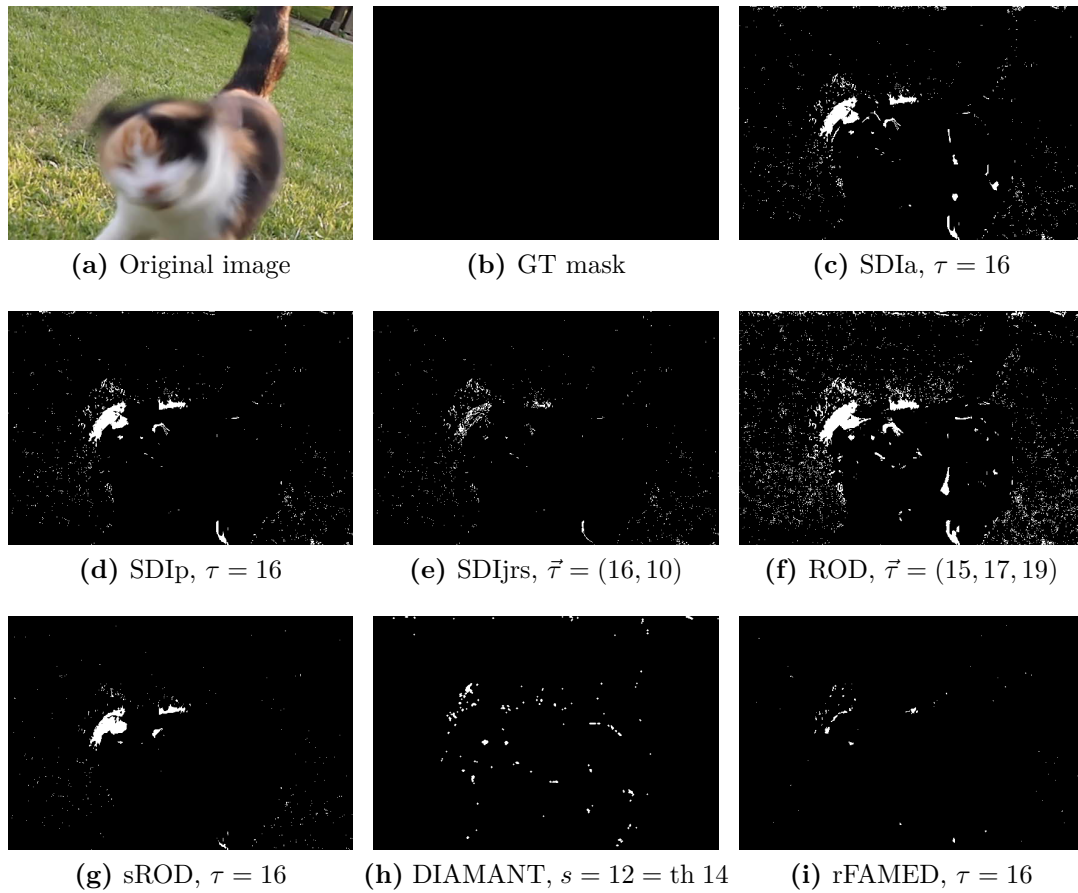 (a) Original image
(b) GT mask
(c) SDIa, τ = 16
(d) SDIp, τ = 16
(e) SDIjrs, τ⃗ = (16, 10)
(f) ROD, τ⃗ = (15, 17, 19)
(g) sROD, τ = 16
(h) DIAMANT, s = 12 = th 14
(i) rFAMED, τ = 16